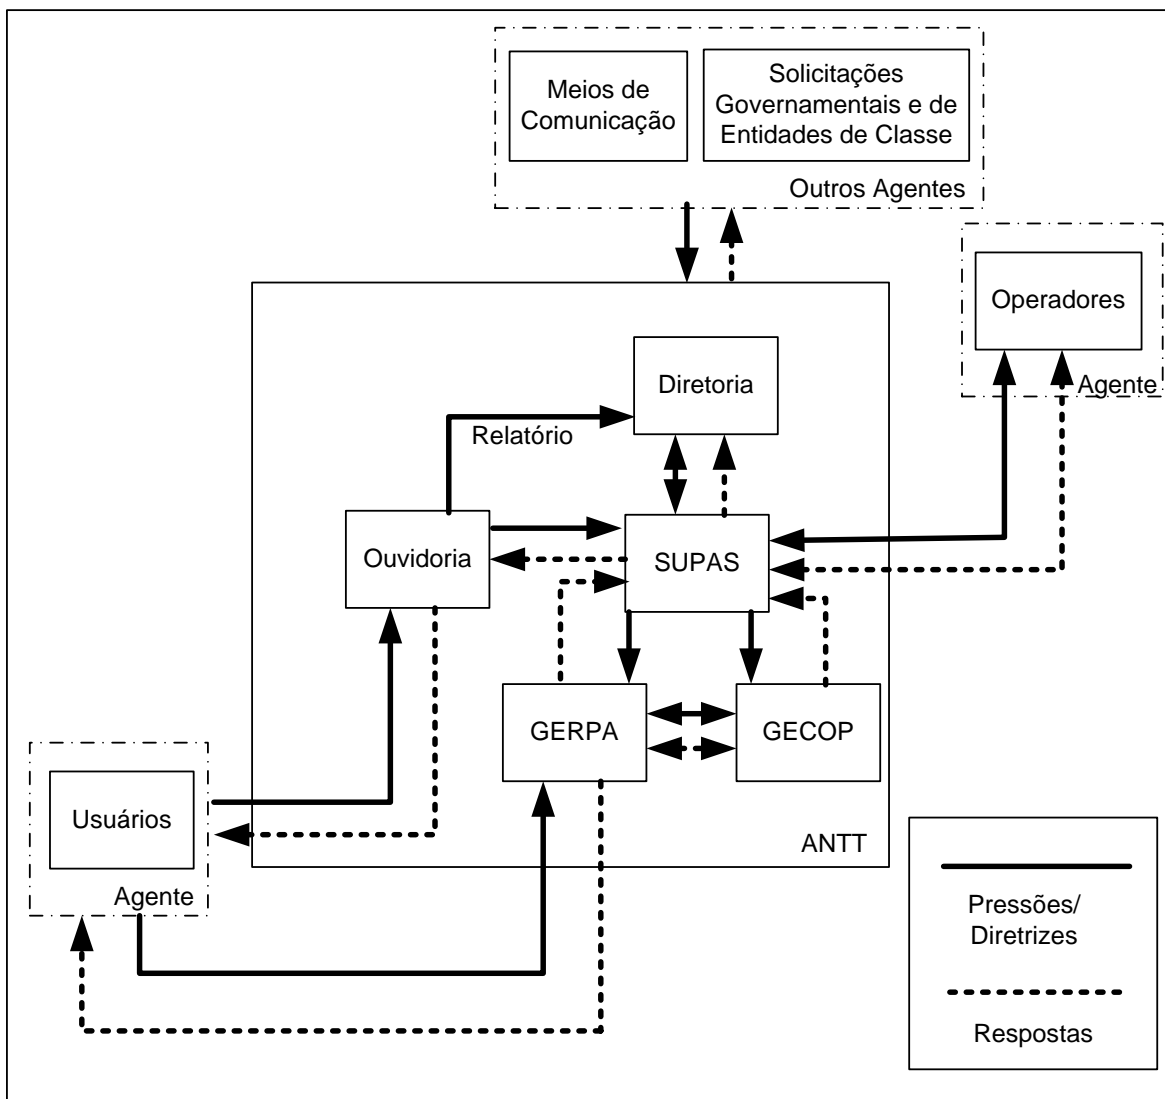 Meios de
Comunicação
Solicitações
Governamentais e de
Entidades de Classe
Outros Agentes
Operadores
Agente
Diretoria
Relatório
Ouvidoria
SUPAS
GERPA
GECOP
Usuários
Agente
ANTT
Pressões/
Diretrizes
Respostas